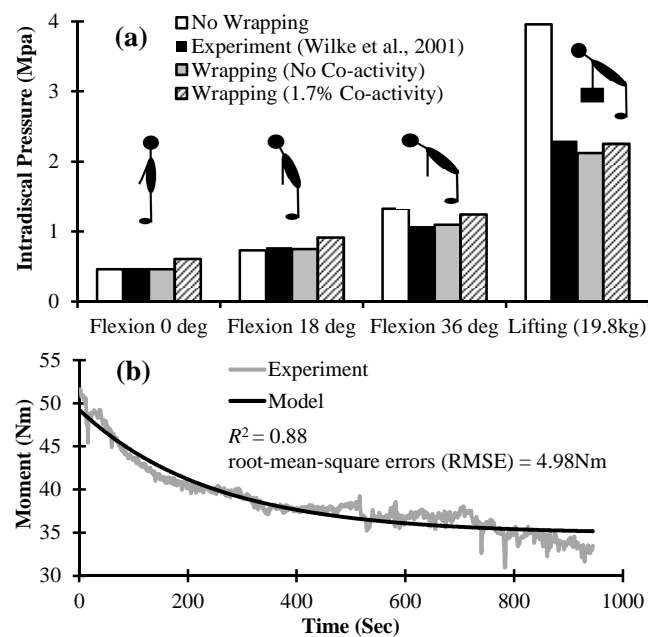 (a)
No Wrapping
Experiment (Wilke et al., 2001)
Wrapping (No Co-activity)
Wrapping (1.7% Co-activity)
Intradiscal Pressure (Mpa)
4
3
2
1
0
Flexion 0 deg Flexion 18 deg Flexion 36 deg Lifting (19.8kg)
(b)
Experiment
Model
R² = 0.88
root-mean-square errors (RMSE) = 4.98Nm
Moment (Nm)
55
50
45
40
35
30
0 200 400 600 800 1000
Time (Sec)